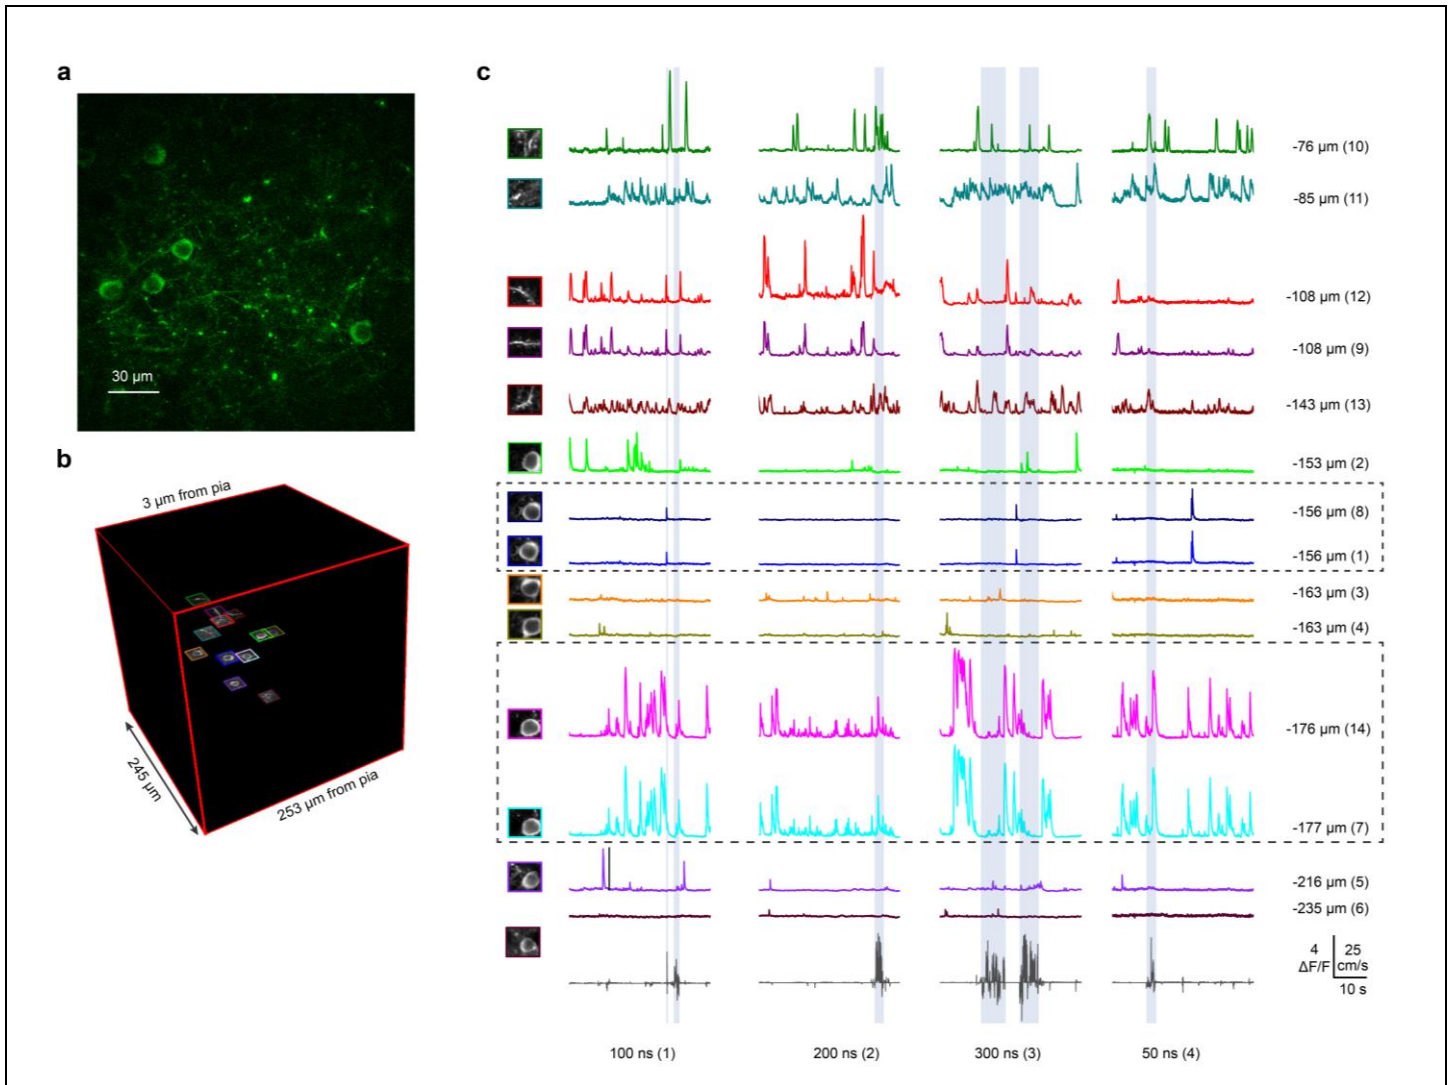 a
30 µm
b
3 µm from pia
245 µm
253 µm from pia
c
-76 µm (10)
-85 µm (11)
-108 µm (12)
-108 µm (9)
-143 µm (13)
-153 µm (2)
-156 µm (8)
-156 µm (1)
-163 µm (3)
-163 µm (4)
-176 µm (14)
-177 µm (7)
-216 µm (5)
-235 µm (6)
4 25
ΔF/F cm/s
10 s
100 ns (1) 200 ns (2) 300 ns (3) 50 ns (4)